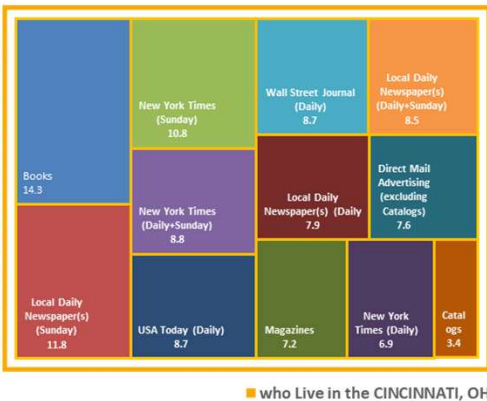 Books
14.3
Local Daily
Newspaper(s)
(Sunday)
11.8
New York Times
(Sunday)
10.8
New York Times
(Daily+Sunday)
8.8
USA Today (Daily)
8.7
Wall Street Journal
(Daily)
8.7
Local Daily
Newspaper(s)
(Daily+Sunday)
8.5
Local Daily
Newspaper(s) (Daily
7.9
Direct Mail
Advertising
(excluding
Catalogs)
7.6
Magazines
7.2
New York
Times (Daily)
6.9
Catal
ogs
3.4
who Live in the CINCINNATI, OH